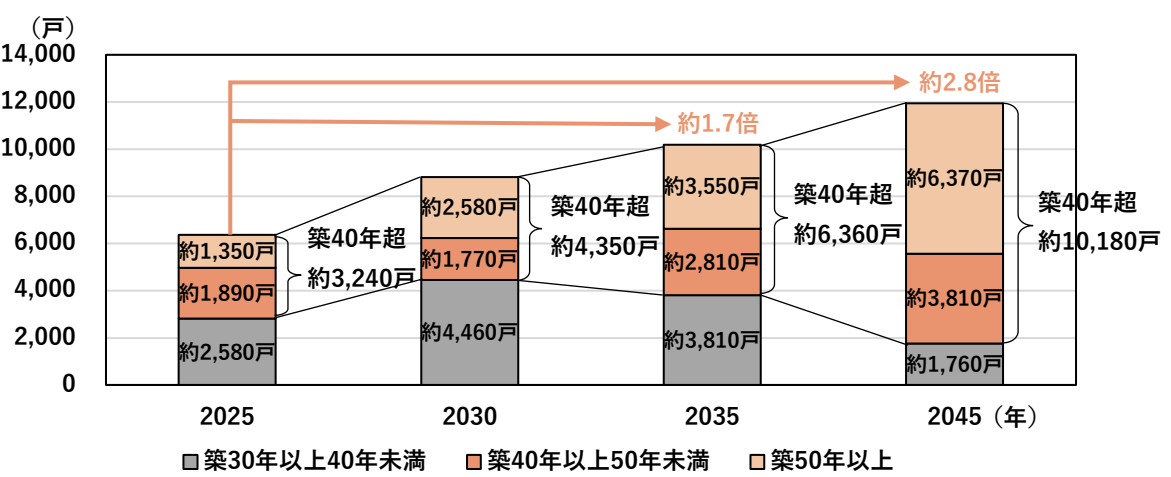 （戸）
14,000
12,000
10,000
8,000
6,000
4,000
2,000
0
約2.8倍
約1.7倍
約1,350戸
約1,890戸
約2,580戸
築40年超
約3,240戸
約2,580戸
約1,770戸
約4,460戸
築40年超
約4,350戸
約3,550戸
約2,810戸
約3,810戸
築40年超
約6,360戸
約6,370戸
約3,810戸
約1,760戸
築40年超
約10,180戸
2025 2030 2035 2045（年）
築30年以上40年未満 築40年以上50年未満 築50年以上